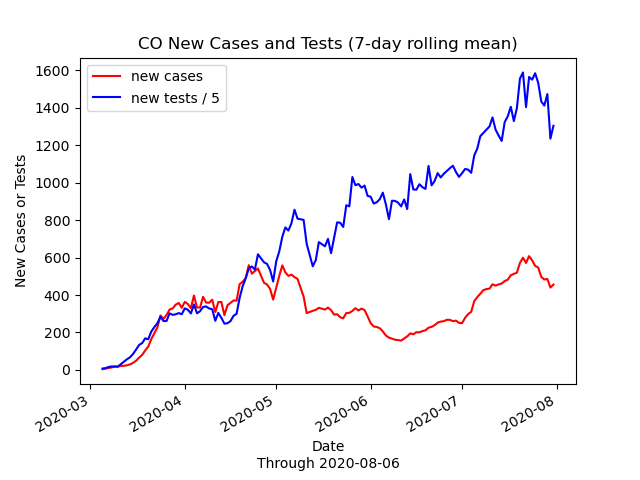 CO New Cases and Tests (7-day rolling mean)
new cases
new tests / 5
New Cases or Tests
1600
1400
1200
1000
800
600
400
200
0
2020-03
2020-04
2020-05
2020-06
2020-07
2020-08
Date
Through 2020-08-06